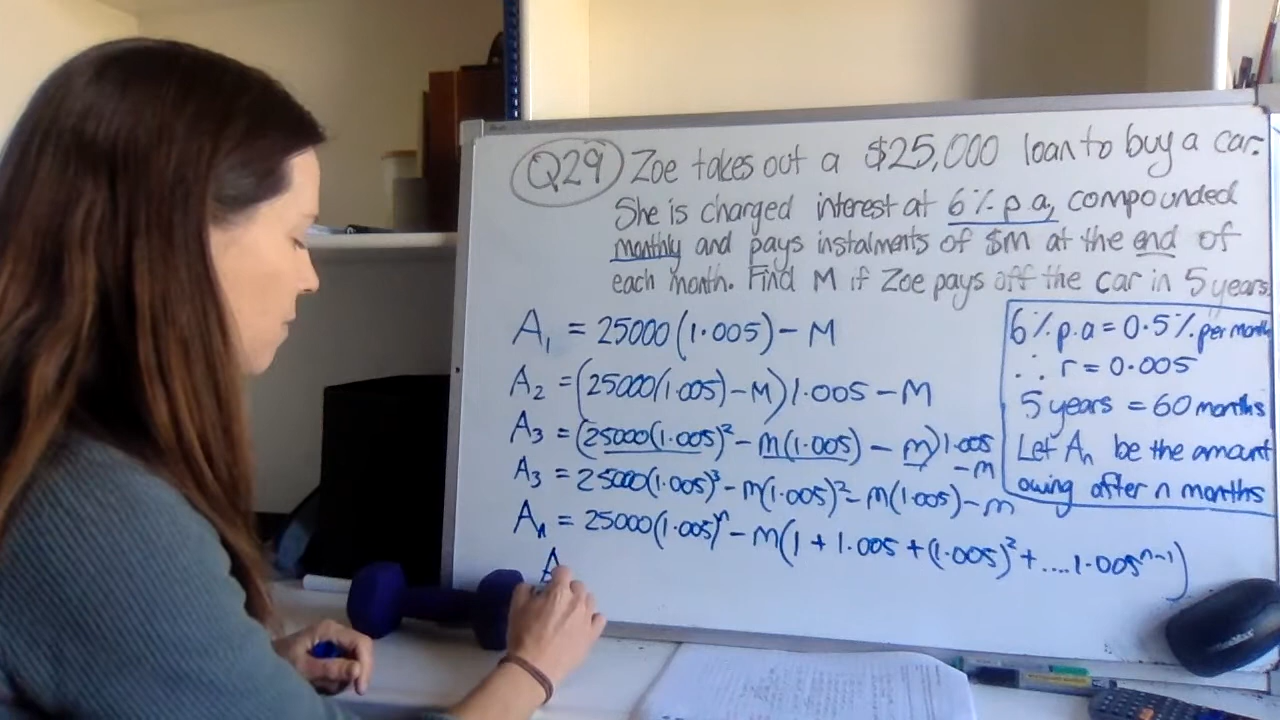 Q29 Zoe takes out a $25,000 loan to buy a car.
She is charged interest at 6% p.a, compounded
monthly and pays instalments of $M at the end of
each month. Find M if Zoe pays off the car in 5 years.
A₁ = 25000(1.005) - M
A₂ = (25000(1.005) - M)1.005 - M
A₃ = (25000(1.005)² - M(1.005) - M)1.005
- M
A₃ = 25000(1.005)³ - M(1.005)² - M(1.005) - M
Aₙ = 25000(1.005)ⁿ - M(1 + 1.005 + (1.005)² + ....1.005ⁿ⁻¹)
A
6% p.a = 0.5% per month
∴ r = 0.005
5 years = 60 months
Let Aₙ be the amount
owing after n months